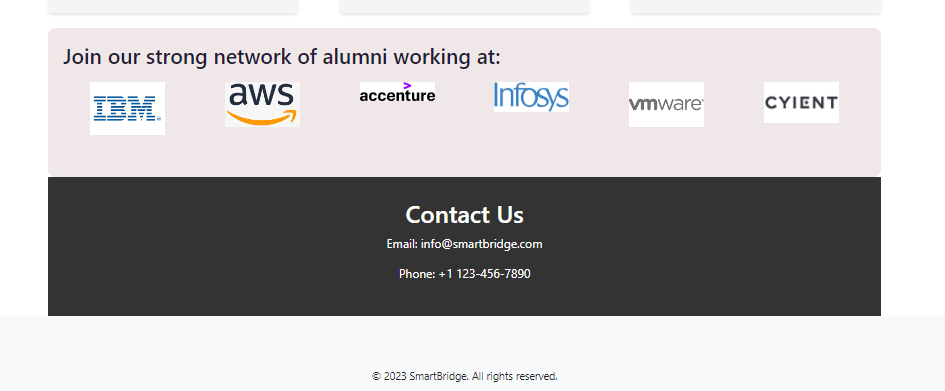 Join our strong network of alumni working at:
IBM®
aws
accenture
Infosys
vmware®
CYIENT
Contact Us
Email: info@smartbridge.com
Phone: +1 123-456-7890
© 2023 SmartBridge. All rights reserved.